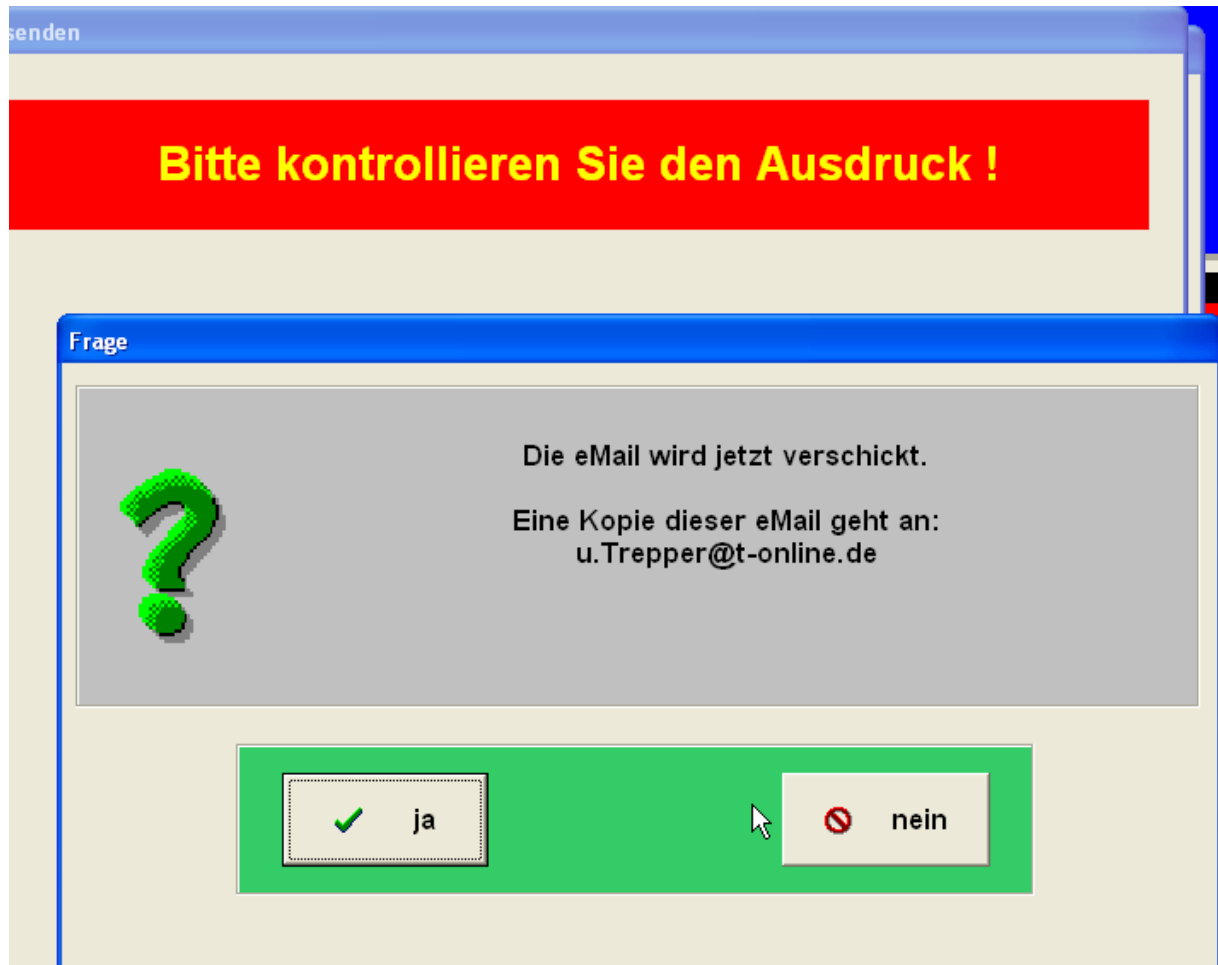 senden
Bitte kontrollieren Sie den Ausdruck !
Frage
Die eMail wird jetzt verschickt.
Eine Kopie dieser eMail geht an:
u.Trepper@t-online.de
ja
nein